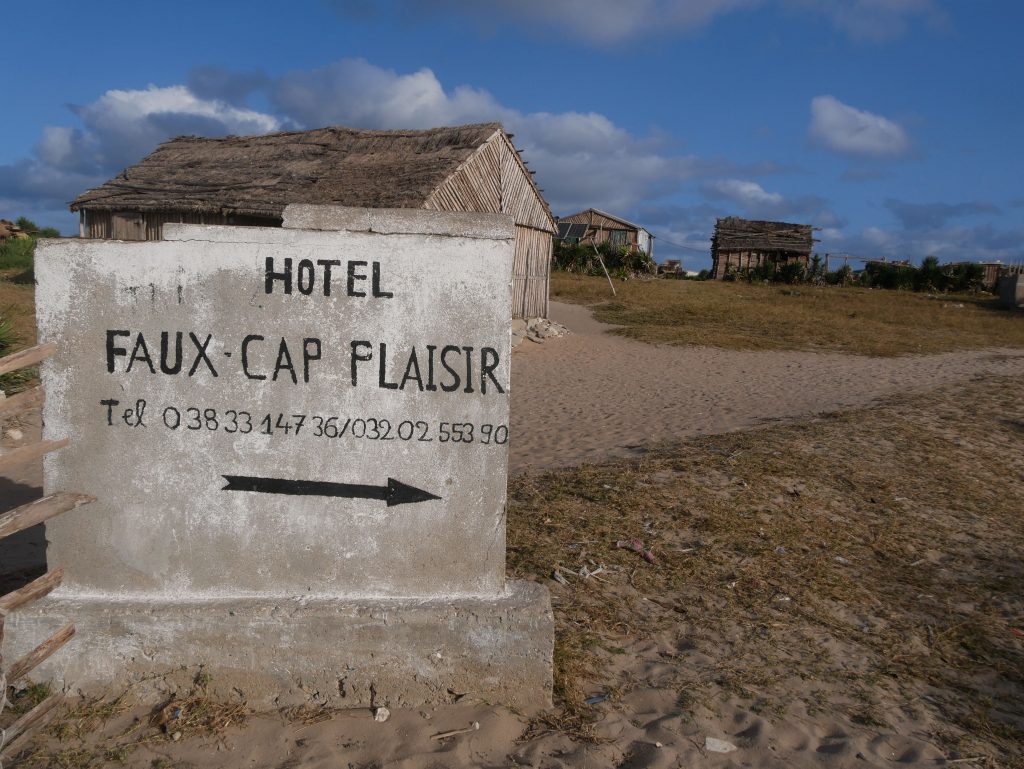 HOTEL
FAUX-CAP PLAISIR
Tel 038 33 147 36/032 02 553 90